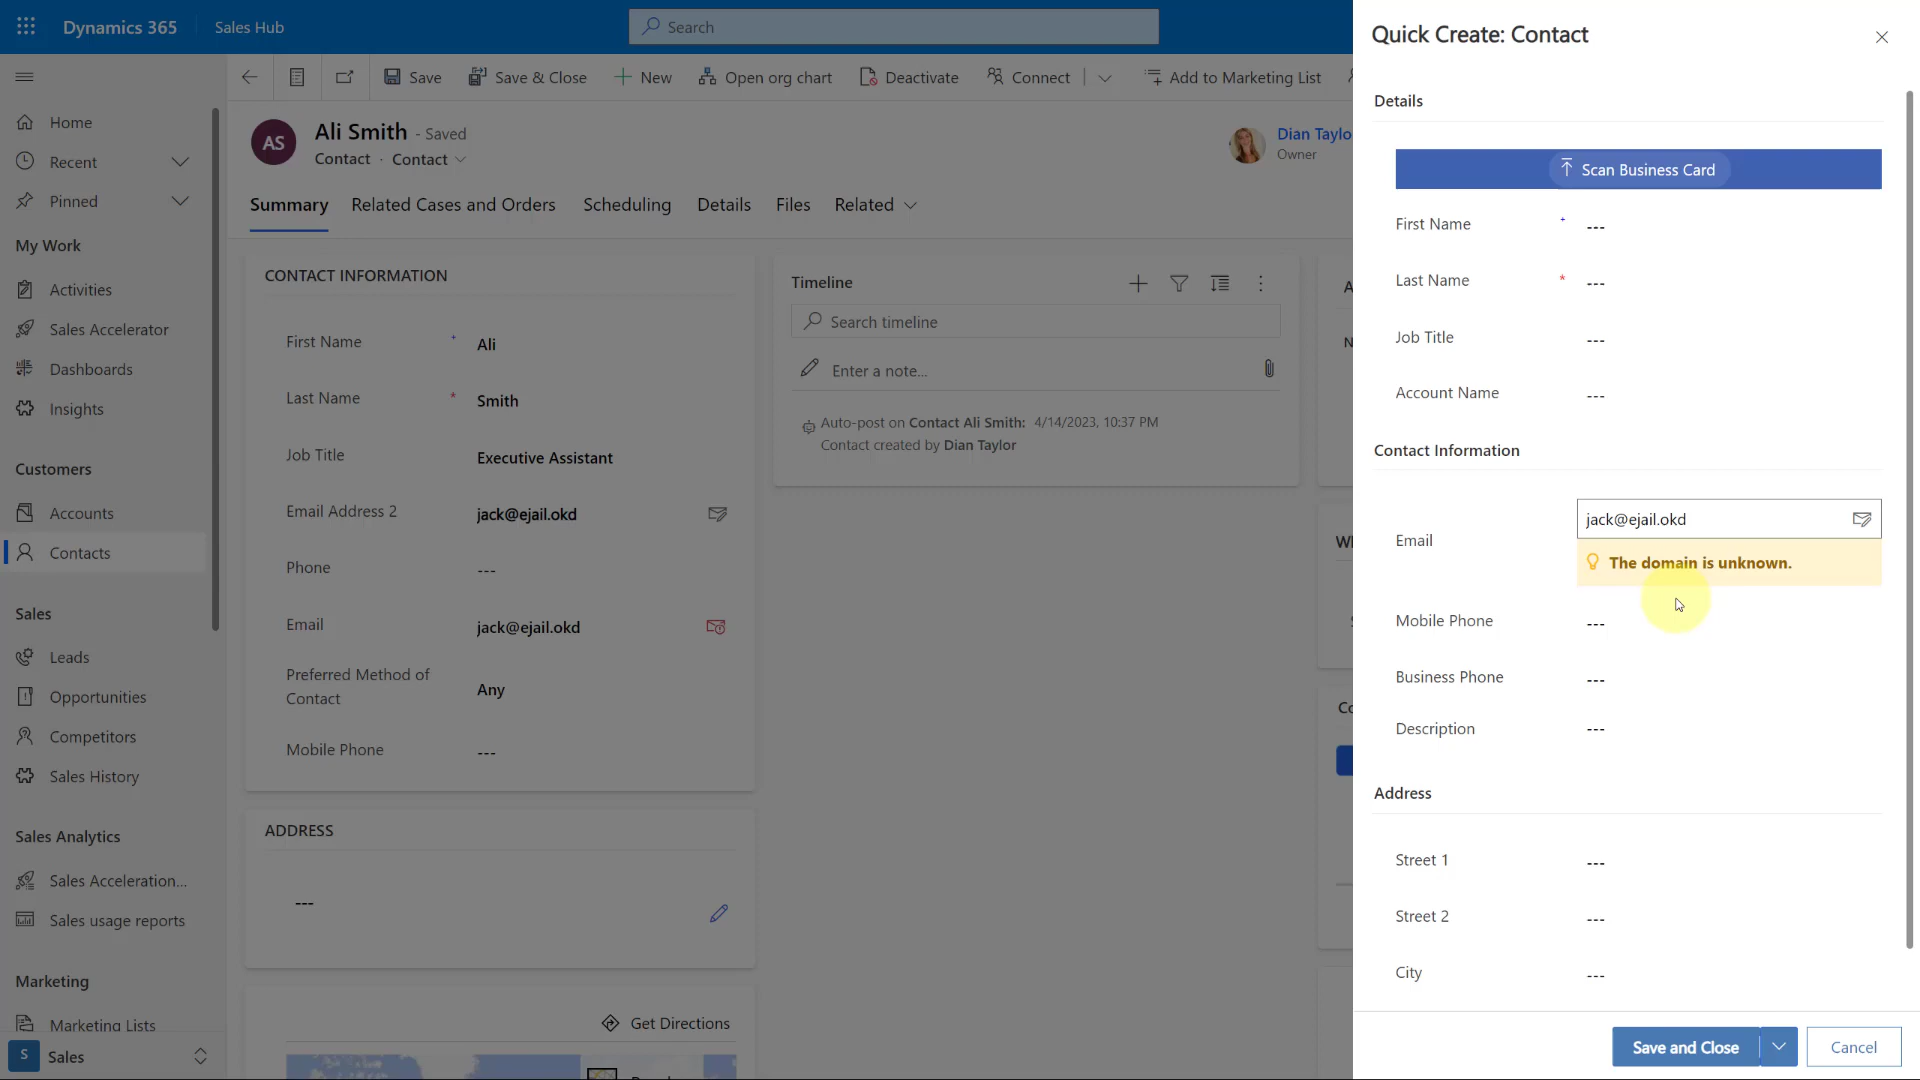 Dynamics 365
Sales Hub
Search
Save
Save & Close
New
Open org chart
Deactivate
Connect
Add to Marketing List
Home
Recent
Pinned
My Work
Activities
Sales Accelerator
Dashboards
Insights
Customers
Accounts
Contacts
Sales
Leads
Opportunities
Competitors
Sales History
Sales Analytics
Sales Acceleration...
Sales usage reports
Marketing
Marketing Lists
S
Sales
AS
Ali Smith - Saved
Contact · Contact
Dian Taylo
Owner
Summary
Related Cases and Orders
Scheduling
Details
Files
Related
CONTACT INFORMATION
First Name + Ali
Last Name * Smith
Job Title Executive Assistant
Email Address 2 jack@ejail.okd
Phone ---
Email jack@ejail.okd
Preferred Method of
Contact
Any
Mobile Phone ---
ADDRESS
---
Get Directions
Timeline
Search timeline
Enter a note...
Auto-post on Contact Ali Smith: 4/14/2023, 10:37 PM
Contact created by Dian Taylor
Quick Create: Contact
Details
Scan Business Card
First Name + ---
Last Name * ---
Job Title ---
Account Name ---
Contact Information
Email
jack@ejail.okd
The domain is unknown.
Mobile Phone ---
Business Phone ---
Description ---
Address
Street 1 ---
Street 2 ---
City ---
Save and Close
Cancel